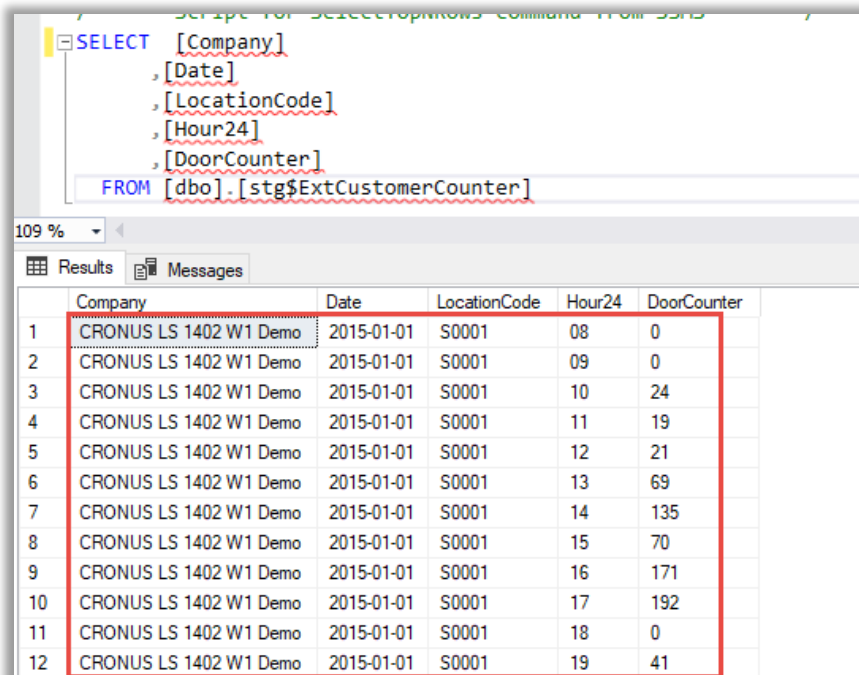 / Script for SelectTopNRows command from SSMS /
SELECT [Company]
,[Date]
,[LocationCode]
,[Hour24]
,[DoorCounter]
FROM [dbo].[stg$ExtCustomerCounter]
109 %
Results Messages
Company Date LocationCode Hour24 DoorCounter
1 CRONUS LS 1402 W1 Demo 2015-01-01 S0001 08 0
2 CRONUS LS 1402 W1 Demo 2015-01-01 S0001 09 0
3 CRONUS LS 1402 W1 Demo 2015-01-01 S0001 10 24
4 CRONUS LS 1402 W1 Demo 2015-01-01 S0001 11 19
5 CRONUS LS 1402 W1 Demo 2015-01-01 S0001 12 21
6 CRONUS LS 1402 W1 Demo 2015-01-01 S0001 13 69
7 CRONUS LS 1402 W1 Demo 2015-01-01 S0001 14 135
8 CRONUS LS 1402 W1 Demo 2015-01-01 S0001 15 70
9 CRONUS LS 1402 W1 Demo 2015-01-01 S0001 16 171
10 CRONUS LS 1402 W1 Demo 2015-01-01 S0001 17 192
11 CRONUS LS 1402 W1 Demo 2015-01-01 S0001 18 0
12 CRONUS LS 1402 W1 Demo 2015-01-01 S0001 19 41